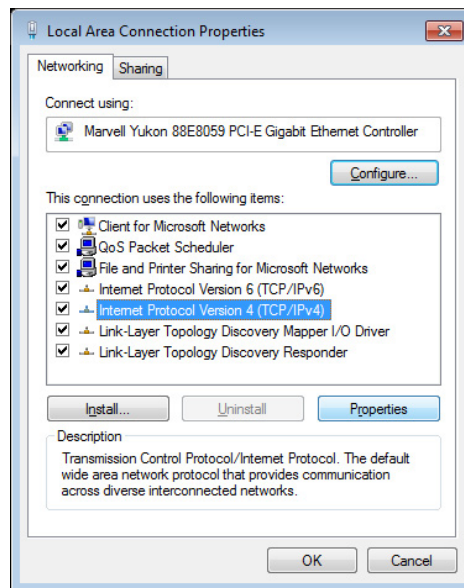 Local Area Connection Properties
Networking
Sharing
Connect using:
Marvell Yukon 88E8059 PCI-E Gigabit Ethernet Controller
Configure...
This connection uses the following items:
Client for Microsoft Networks
QoS Packet Scheduler
File and Printer Sharing for Microsoft Networks
Internet Protocol Version 6 (TCP/IPv6)
Internet Protocol Version 4 (TCP/IPv4)
Link-Layer Topology Discovery Mapper I/O Driver
Link-Layer Topology Discovery Responder
Install...
Uninstall
Properties
Description
Transmission Control Protocol/Internet Protocol. The default
wide area network protocol that provides communication
across diverse interconnected networks.
OK
Cancel